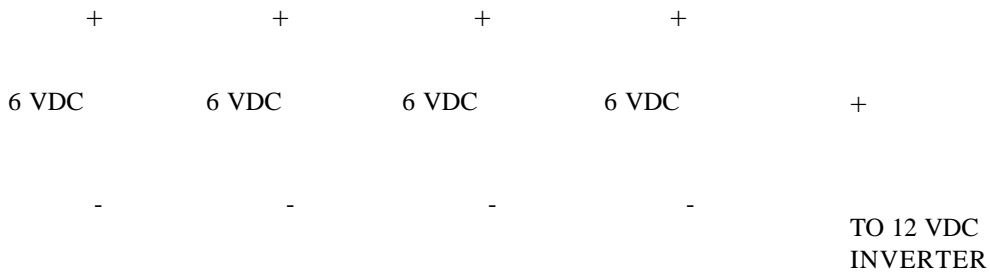 + + + +
6 VDC 6 VDC 6 VDC 6 VDC +
- - - -
TO 12 VDC
INVERTER